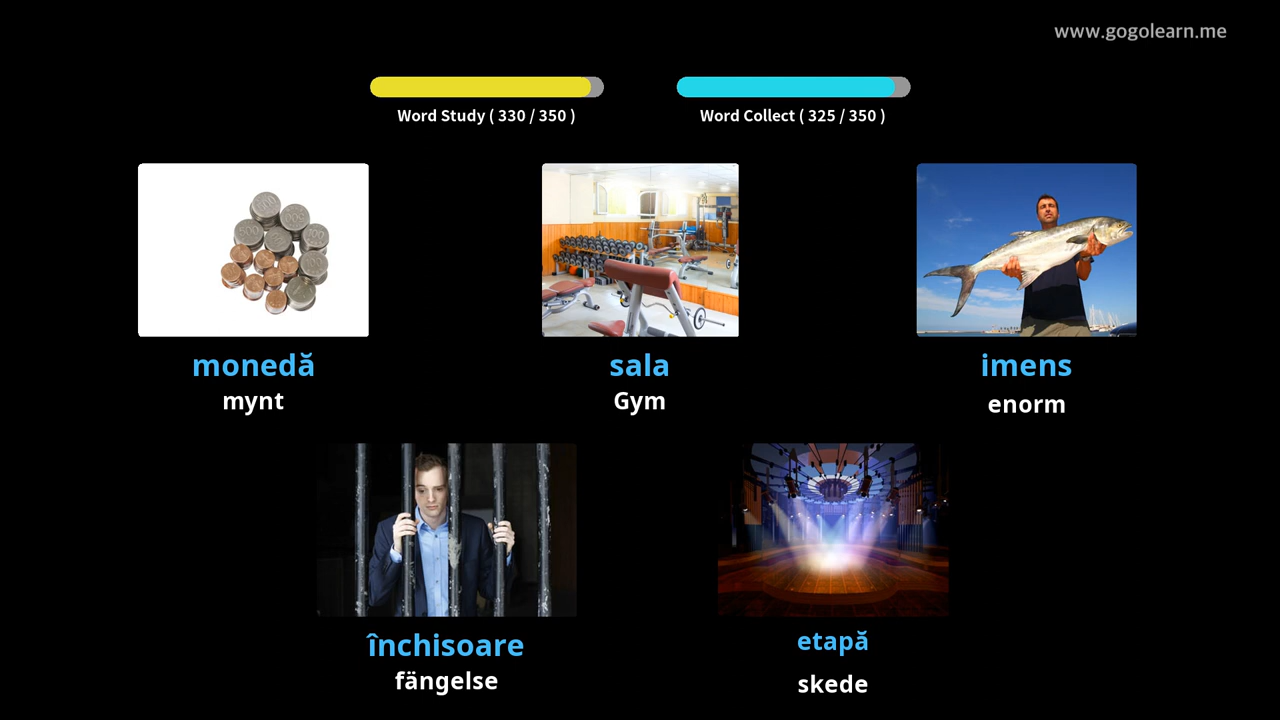 www.gogolearn.me
Word Study ( 330 / 350 )
Word Collect ( 325 / 350 )
monedă
mynt
sala
Gym
imens
enorm
închisoare
fängelse
etapă
skede